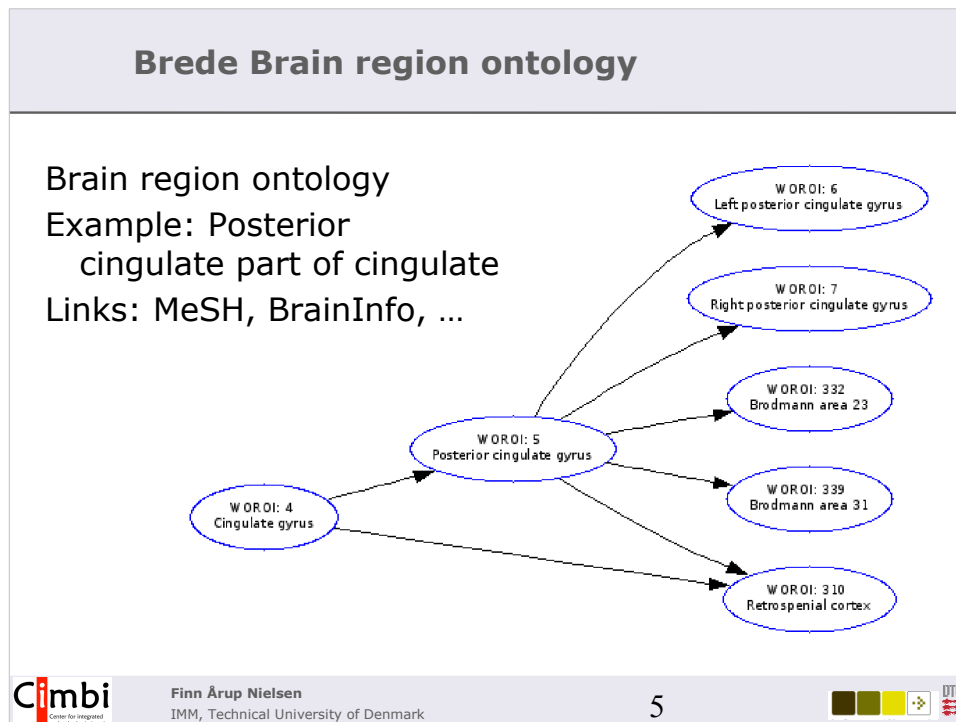 Brede Brain region ontology
Brain region ontology
Example: Posterior
cingulate part of cingulate
Links: MeSH, BrainInfo, …
WOROI: 6
Left posterior cingulate gyrus
WOROI: 7
Right posterior cingulate gyrus
WOROI: 332
Brodmann area 23
WOROI: 5
Posterior cingulate gyrus
WOROI: 339
Brodmann area 31
WOROI: 4
Cingulate gyrus
WOROI: 310
Retrospenial cortex
Cimbi
Center for integrated
Finn Årup Nielsen
IMM, Technical University of Denmark
5
DTU